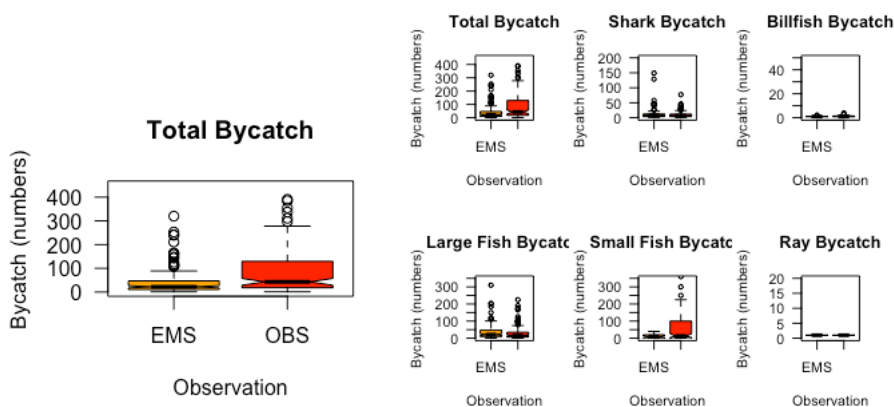 Total Bycatch
Bycatch (numbers)
400
300
200
100
0
EMS OBS
Observation
Total Bycatch
Bycatch (numbers)
400
300
200
100
0
EMS
Observation
Shark Bycatch
Bycatch (numbers)
200
150
100
50
0
EMS
Observation
Billfish Bycatch
Bycatch (numbers)
50
40
20
0
EMS
Observation
Large Fish Bycatc
Bycatch (numbers)
300
200
100
50
0
EMS
Observation
Small Fish Bycatc
Bycatch (numbers)
300
200
100
50
0
EMS
Observation
Ray Bycatch
Bycatch (numbers)
20
15
10
5
0
EMS
Observation